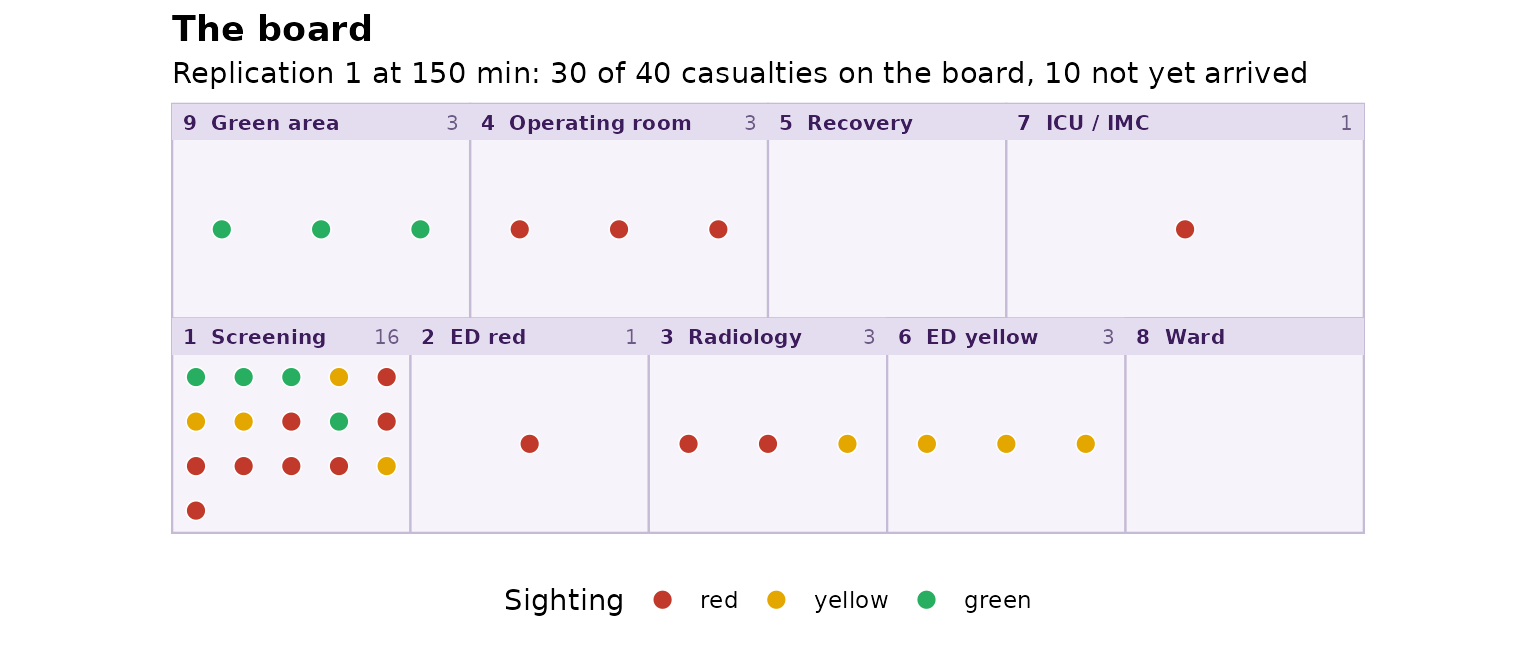 The board
Replication 1 at 150 min: 30 of 40 casualties on the board, 10 not yet arrived
9 Green area 3 4 Operating room 3 5 Recovery 7 ICU / IMC 1
1 Screening 16 2 ED red 1 3 Radiology 3 6 ED yellow 3 8 Ward
Sighting red yellow green